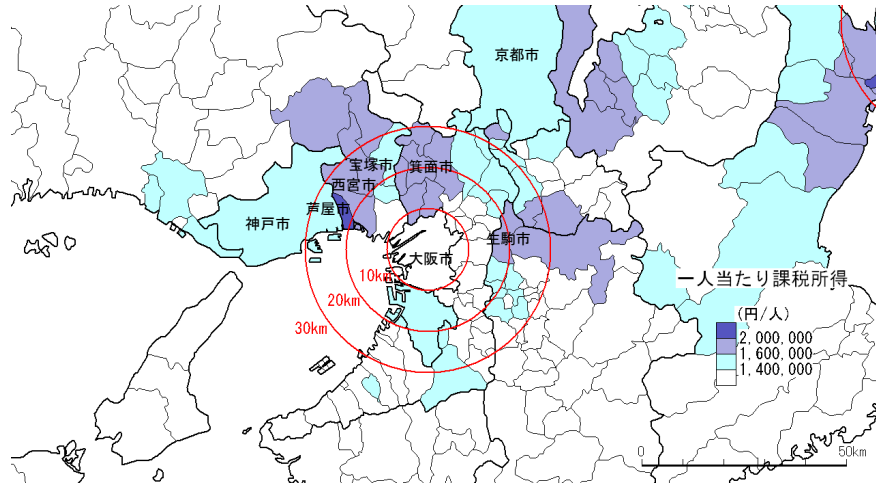 京都市
宝塚市
箕面市
西宮市
芦屋市
神戸市
生駒市
大阪市
10km
20km
30km
一人当たり課税所得
(円/人)
2,000,000
1,600,000
1,400,000
0
50km